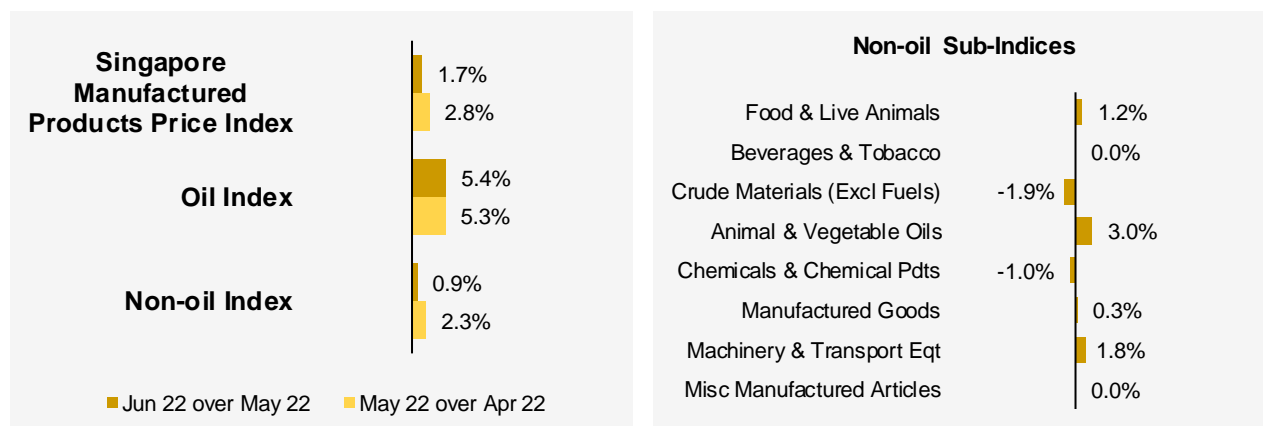 Singapore
Manufactured
Products Price Index
1.7%
2.8%
Oil Index
5.4%
5.3%
Non-oil Index
0.9%
2.3%
Jun 22 over May 22 May 22 over Apr 22
Non-oil Sub-Indices
Food & Live Animals 1.2%
Beverages & Tobacco 0.0%
Crude Materials (Excl Fuels) -1.9%
Animal & Vegetable Oils 3.0%
Chemicals & Chemical Pdts -1.0%
Manufactured Goods 0.3%
Machinery & Transport Eqt 1.8%
Misc Manufactured Articles 0.0%